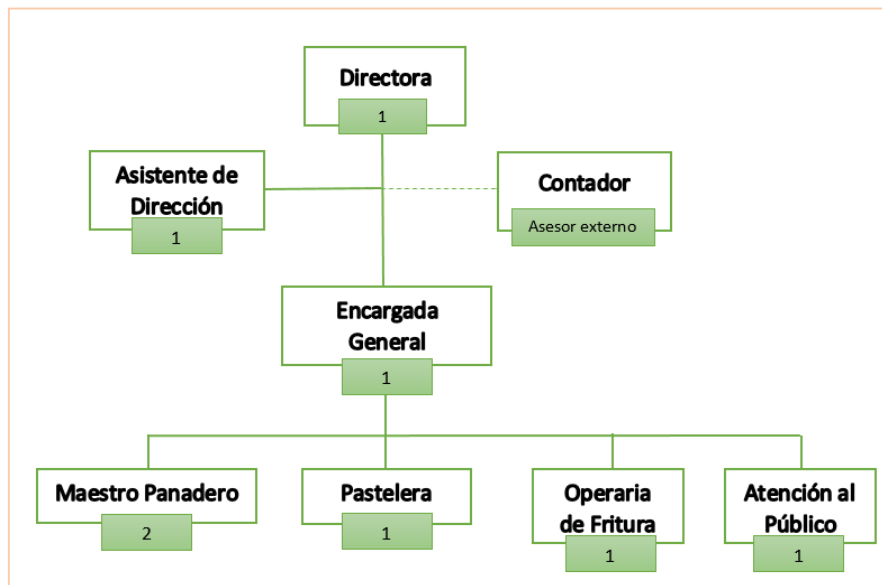 Directora
1
Asistente de
Dirección
1
Contador
Asesor externo
Encargada
General
1
Maestro Panadero
2
Pastelera
1
Operaria
de Fritura
1
Atención al
Público
1